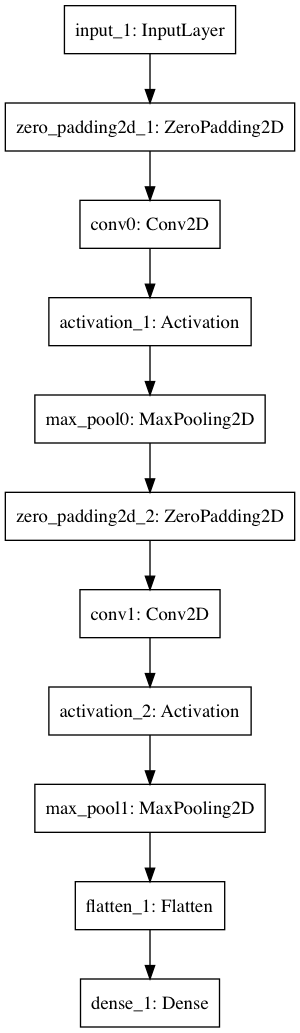 input_1: InputLayer
zero_padding2d_1: ZeroPadding2D
conv0: Conv2D
activation_1: Activation
max_pool0: MaxPooling2D
zero_padding2d_2: ZeroPadding2D
conv1: Conv2D
activation_2: Activation
max_pool1: MaxPooling2D
flatten_1: Flatten
dense_1: Dense